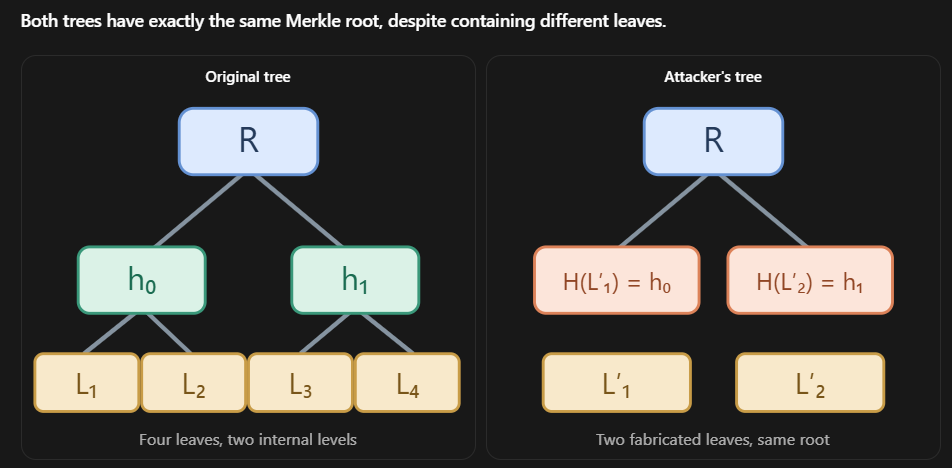 Both trees have exactly the same Merkle root, despite containing different leaves.
Original tree
R
h₀
h₁
L₁
L₂
L₃
L₄
Four leaves, two internal levels
Attacker's tree
R
H(L′₁) = h₀
H(L′₂) = h₁
L′₁
L′₂
Two fabricated leaves, same root